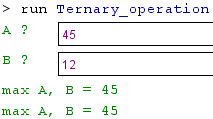 > run Ternary_operation
A ? 45
B ? 12
max A, B = 45
max A, B = 45